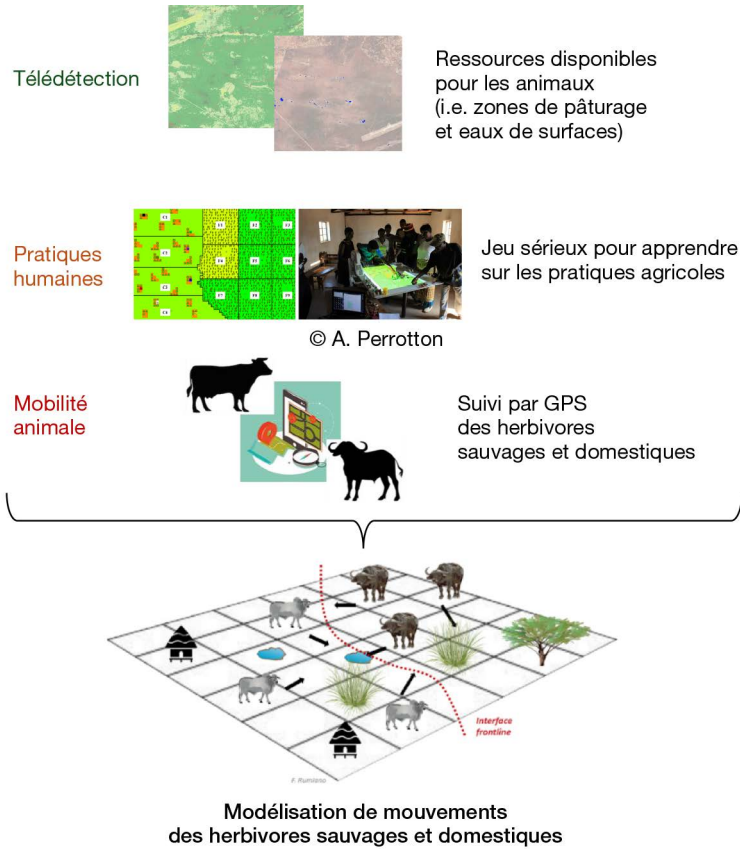 Télédétection
Ressources disponibles
pour les animaux
(i.e. zones de pâturage
et eaux de surfaces)
Pratiques
humaines
Jeu sérieux pour apprendre
sur les pratiques agricoles
© A. Perrotton
Mobilité
animale
Suivi par GPS
des herbivores
sauvages et domestiques
Interface
frontline
Modélisation de mouvements
des herbivores sauvages et domestiques